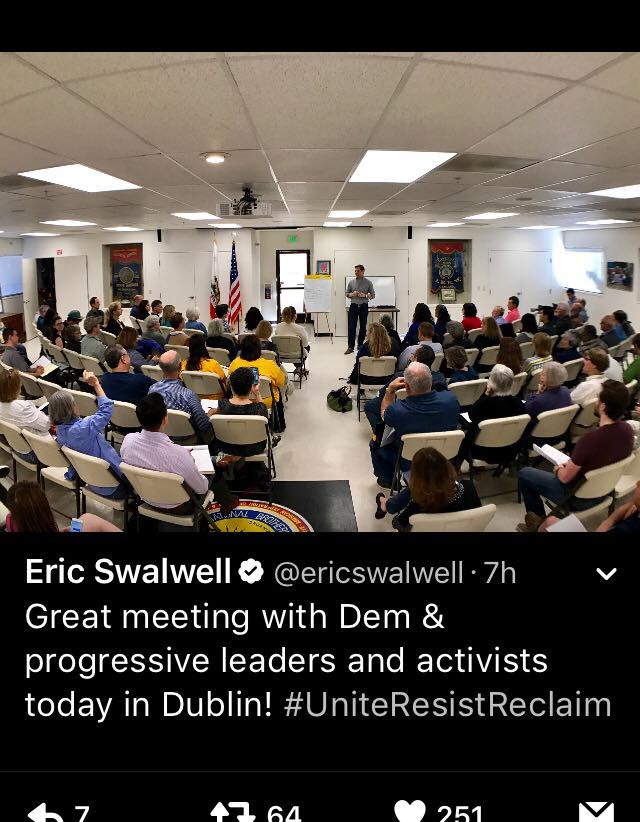 Eric Swalwell @ericswalwell · 7h
Great meeting with Dem &
progressive leaders and activists
today in Dublin! #UniteResistReclaim
7 64 251